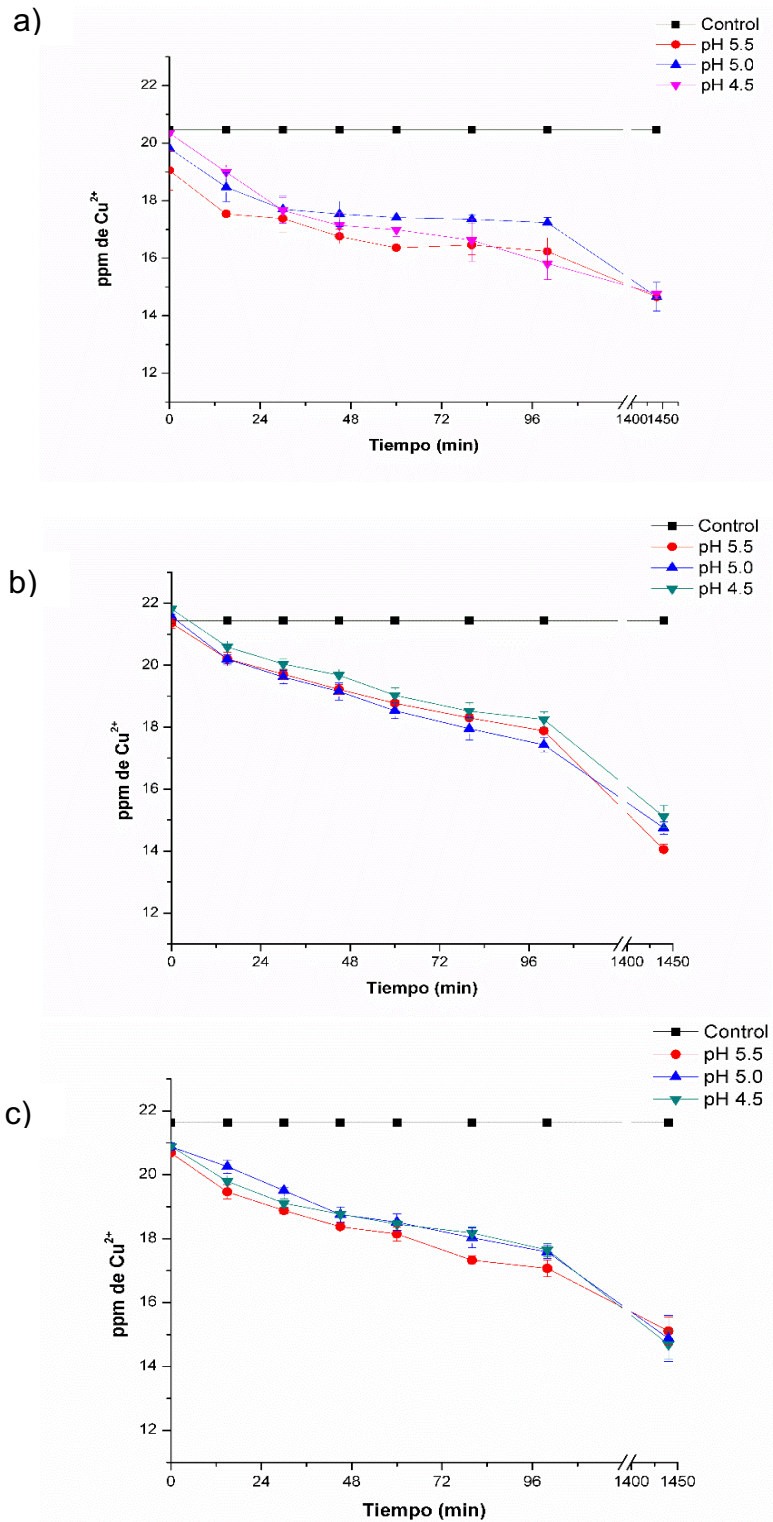 a)
Control
pH 5.5
pH 5.0
pH 4.5
22
20
18
16
14
12
ppm de Cu²⁺
0 24 48 72 96 1400 1450
Tiempo (min)
b)
Control
pH 5.5
pH 5.0
pH 4.5
22
20
18
16
14
12
ppm de Cu²⁺
0 24 48 72 96 1400 1450
Tiempo (min)
c)
Control
pH 5.5
pH 5.0
pH 4.5
22
20
18
16
14
12
ppm de Cu²⁺
0 24 48 72 96 1400 1450
Tiempo (min)